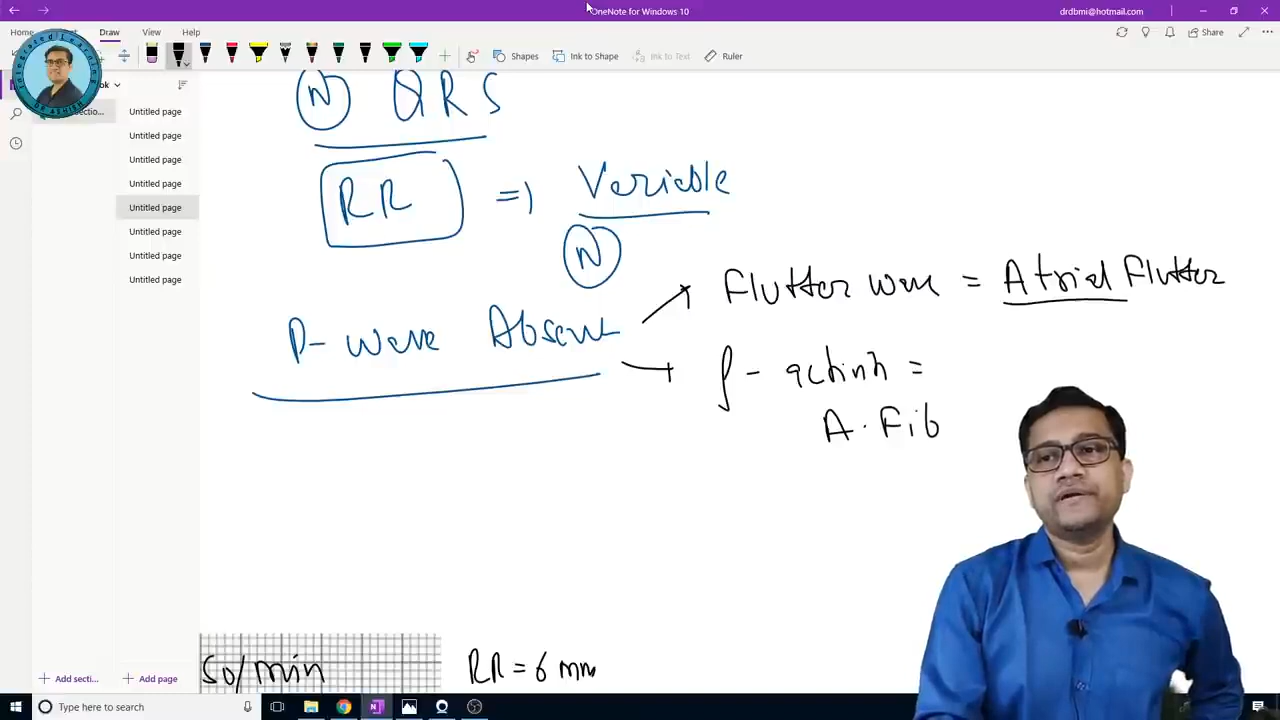 OneNote for Windows 10
drdbmi@hotmail.com
Home
Draw
View
Help
Shapes
Ink to Shape
Ink to Text
Ruler
Share
Integrated Learning
Untitled page
Untitled page
Untitled page
Untitled page
Untitled page
Untitled page
Untitled page
Untitled page
N QRS
RR => Variable
N
Flutter wave = Atrial Flutter
P- wave Absent
f -
A. Fib
50/min
RR = 6 mm
Add secti...
Add page
Type here to search